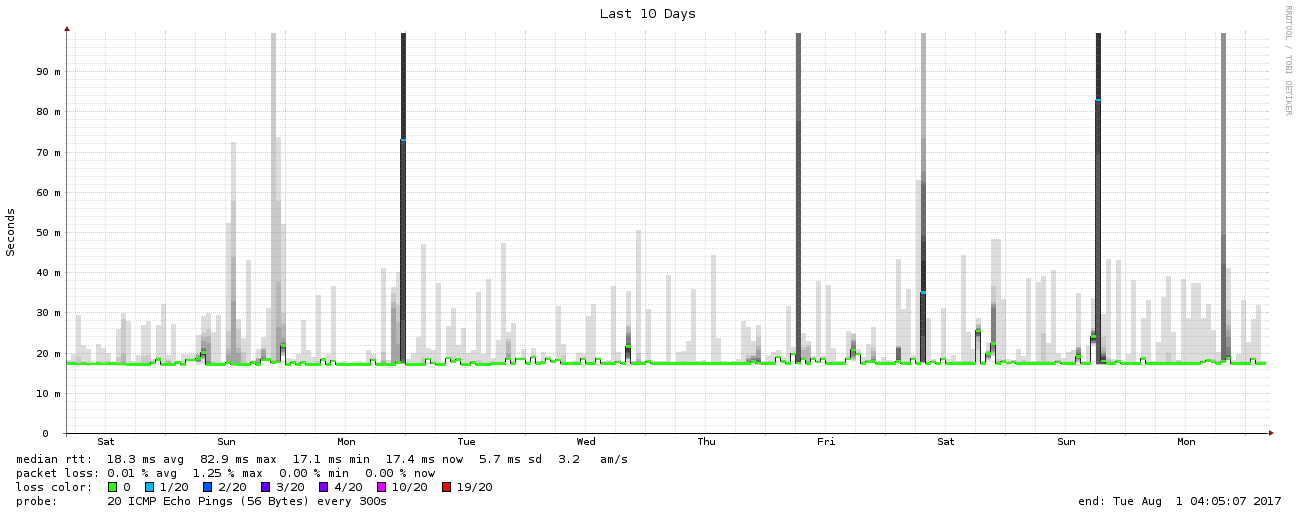 Last 10 Days
RRDTOOL / TOBI OETIKER
Seconds
90 m
80 m
70 m
60 m
50 m
40 m
30 m
20 m
10 m
0
Sat Sun Mon Tue Wed Thu Fri Sat Sun Mon
median rtt: 18.3 ms avg 82.9 ms max 17.1 ms min 17.4 ms now 5.7 ms sd 3.2 am/s
packet loss: 0.01 % avg 1.25 % max 0.00 % min 0.00 % now
loss color: 0 1/20 2/20 3/20 4/20 10/20 19/20
probe: 20 ICMP Echo Pings (56 Bytes) every 300s end: Tue Aug 1 04:05:07 2017